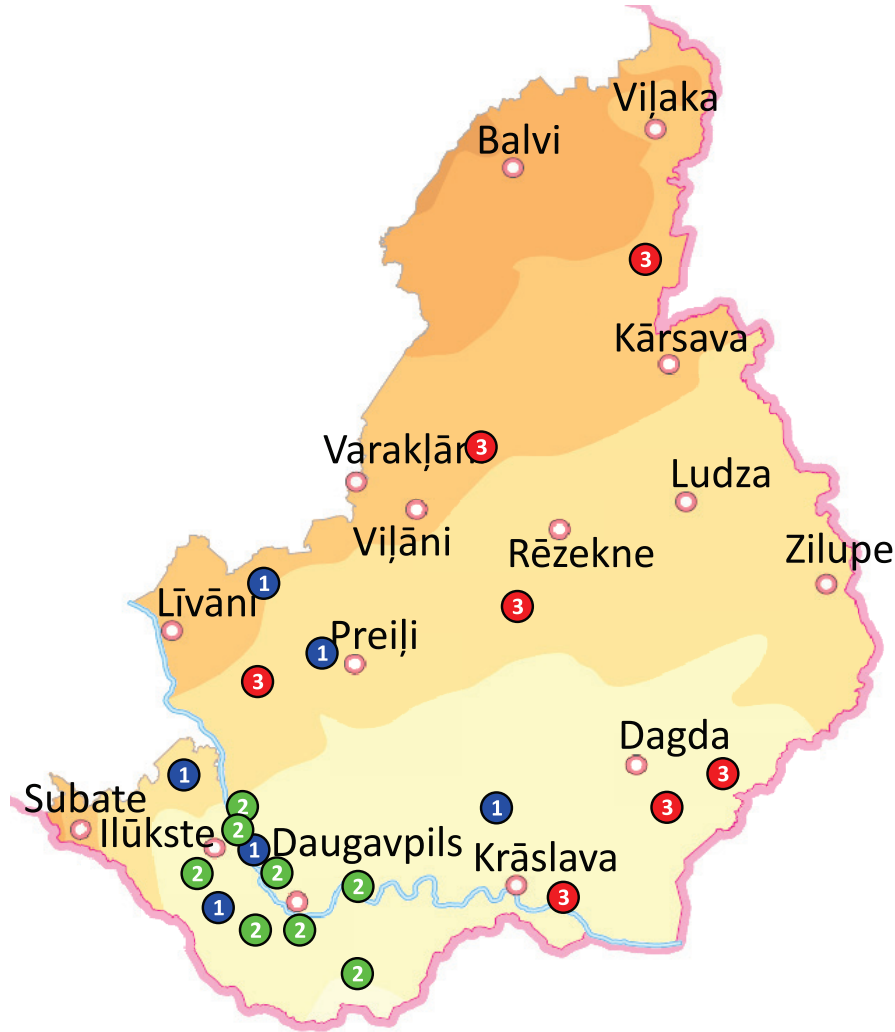 Viļaka
Balvi
3
Kārsava
Varakļān
3
Ludza
Viļāni
Rēzekne
Zilupe
1
Līvāni
3
Preiļi
1
3
Dagda
1
3
Subate
2
1
3
Ilūkste
2
1
Daugavpils
Krāslava
2
2
2
3
1
2
2
2